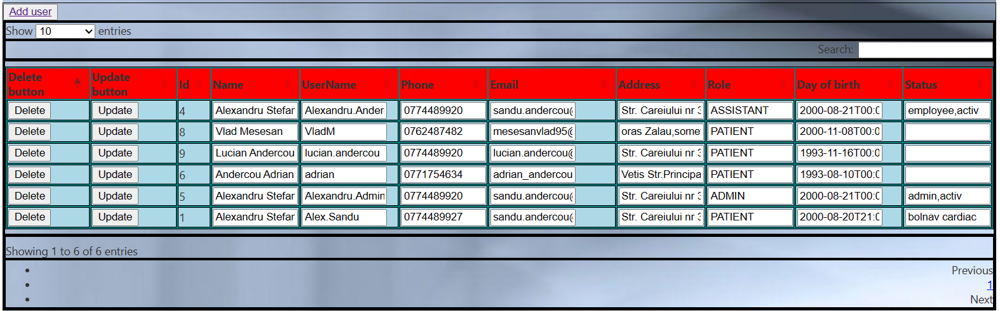 Add user
Show 10 entries
Search:
Delete button Update button Id Name UserName Phone Email Address Role Day of birth Status
Delete Update 4 Alexandru Stefar Alexandru.Ander 0774489920 sandu.andercou@ Str. Careiului nr 3 ASSISTANT 2000-08-21T00:0 employee,activ
Delete Update 8 Vlad Mesesan VladM 0762487482 mesesanvlad95@ oras Zalau,some PATIENT 2000-11-08T00:0
Delete Update 9 Lucian Andercou lucian.andercou 0774489920 lucian.andercou@ Str. Careiului nr 3 PATIENT 1993-11-16T00:0
Delete Update 6 Andercou Adrian adrian 0771754634 adrian_andercou Vetis Str.Principa PATIENT 1993-08-10T00:0
Delete Update 5 Alexandru Stefar Alexandru.Admin 0774489920 sandu.andercou@ Str. Careiului nr 3 ADMIN 2000-08-21T00:0 admin,activ
Delete Update 1 Alexandru Stefar Alex.Sandu 0774489927 sandu.andercou@ Str. Careiului nr 3 PATIENT 2000-08-20T21:0 bolnav cardiac
Showing 1 to 6 of 6 entries
Previous
1
Next